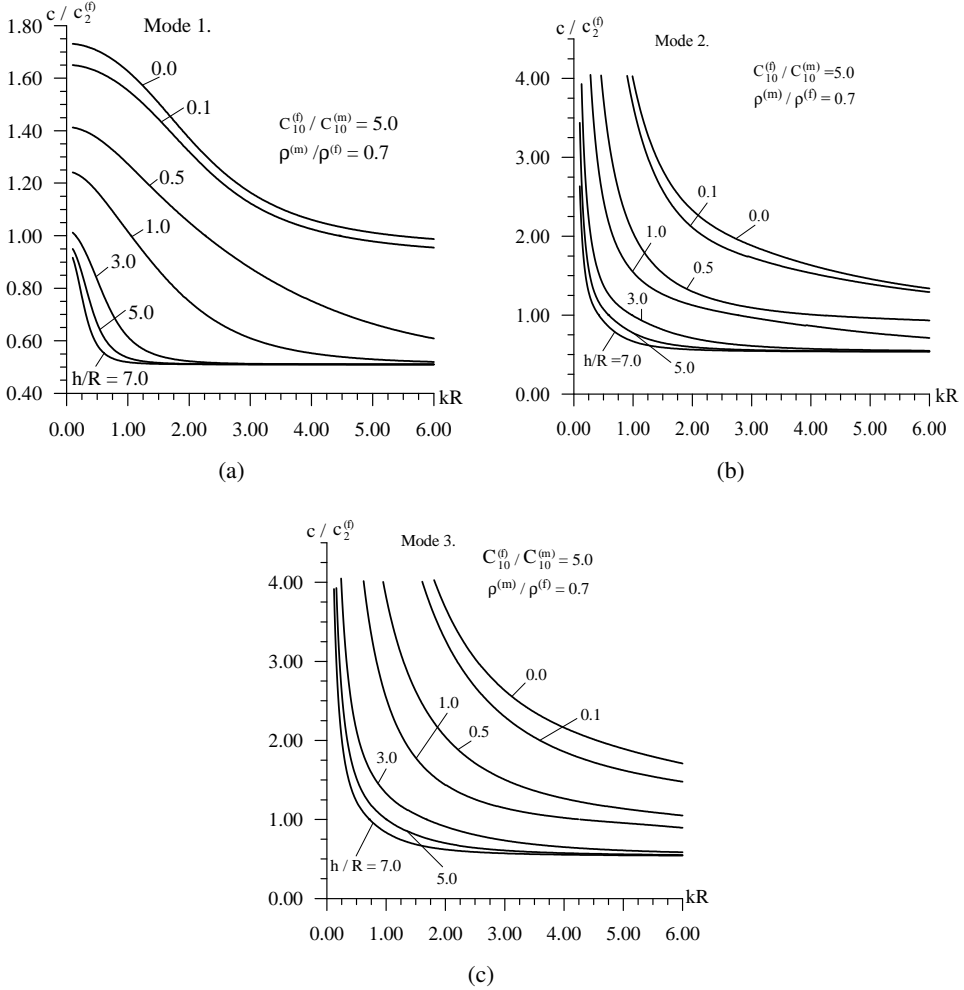 c / c₂⁽ᶠ⁾
Mode 1.
1.80
1.60
1.40
1.20
1.00
0.80
0.60
0.40
0.0
0.1
C₁₀⁽ᶠ⁾ / C₁₀⁽ᵐ⁾ = 5.0
ρ⁽ᵐ⁾ / ρ⁽ᶠ⁾ = 0.7
0.5
1.0
3.0
5.0
h/R = 7.0
kR
0.00 1.00 2.00 3.00 4.00 5.00 6.00
(a)
c / c₂⁽ᶠ⁾
Mode 2.
4.00
3.00
2.00
1.00
0.00
C₁₀⁽ᶠ⁾ / C₁₀⁽ᵐ⁾ =5.0
ρ⁽ᵐ⁾ / ρ⁽ᶠ⁾ = 0.7
0.1
0.0
1.0
0.5
3.0
h/R =7.0
5.0
kR
0.00 1.00 2.00 3.00 4.00 5.00 6.00
(b)
c / c₂⁽ᶠ⁾
Mode 3.
4.00
3.00
2.00
1.00
0.00
C₁₀⁽ᶠ⁾ / C₁₀⁽ᵐ⁾ = 5.0
ρ⁽ᵐ⁾ / ρ⁽ᶠ⁾ = 0.7
0.0
0.1
1.0
0.5
3.0
h / R = 7.0
5.0
kR
0.00 1.00 2.00 3.00 4.00 5.00 6.00
(c)